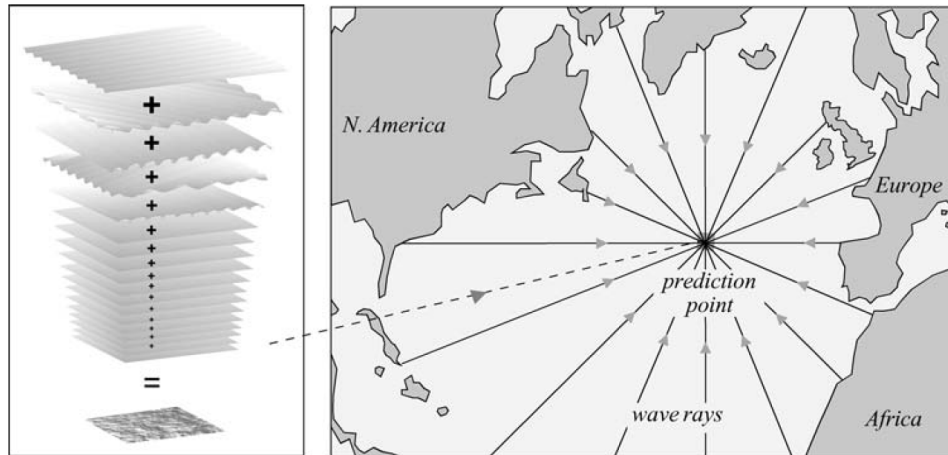 +
+
+
+
+
+
+
+
+
+
+
+
+
=
N. America
Europe
prediction
point
wave rays
Africa